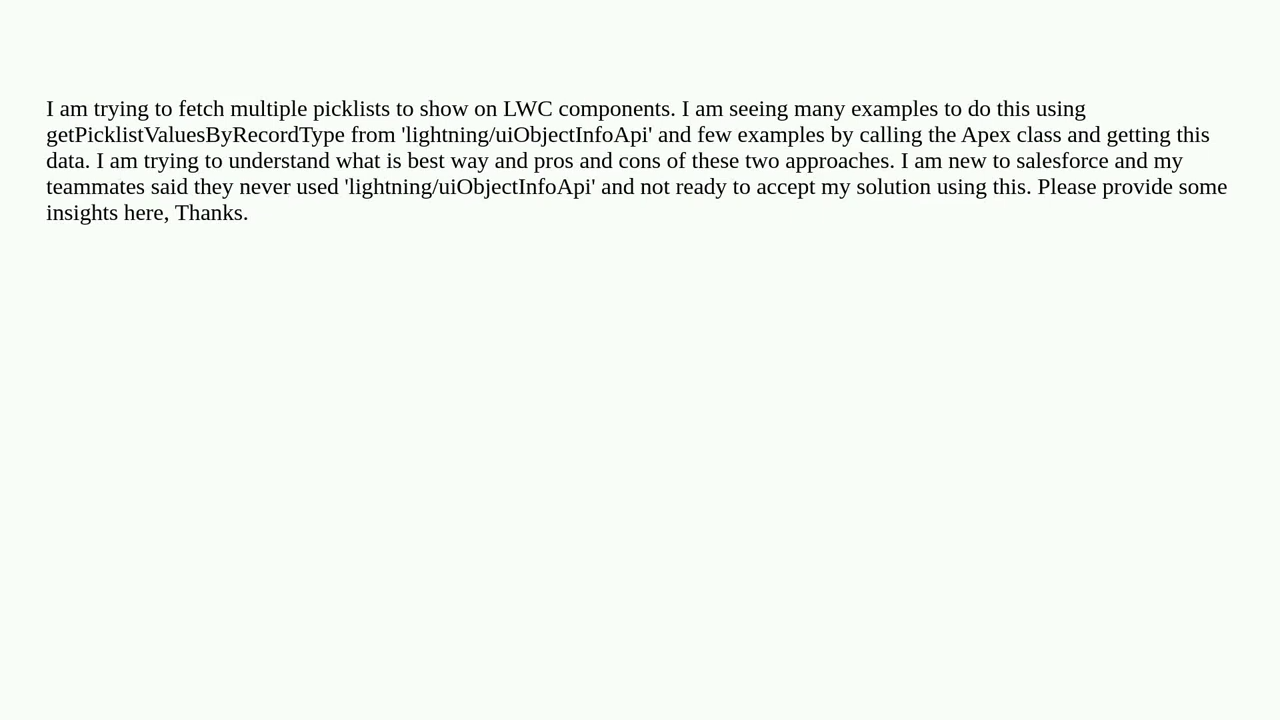 I am trying to fetch multiple picklists to show on LWC components. I am seeing many examples to do this using
getPicklistValuesByRecordType from 'lightning/uiObjectInfoApi' and few examples by calling the Apex class and getting this
data. I am trying to understand what is best way and pros and cons of these two approaches. I am new to salesforce and my
teammates said they never used 'lightning/uiObjectInfoApi' and not ready to accept my solution using this. Please provide some
insights here, Thanks.